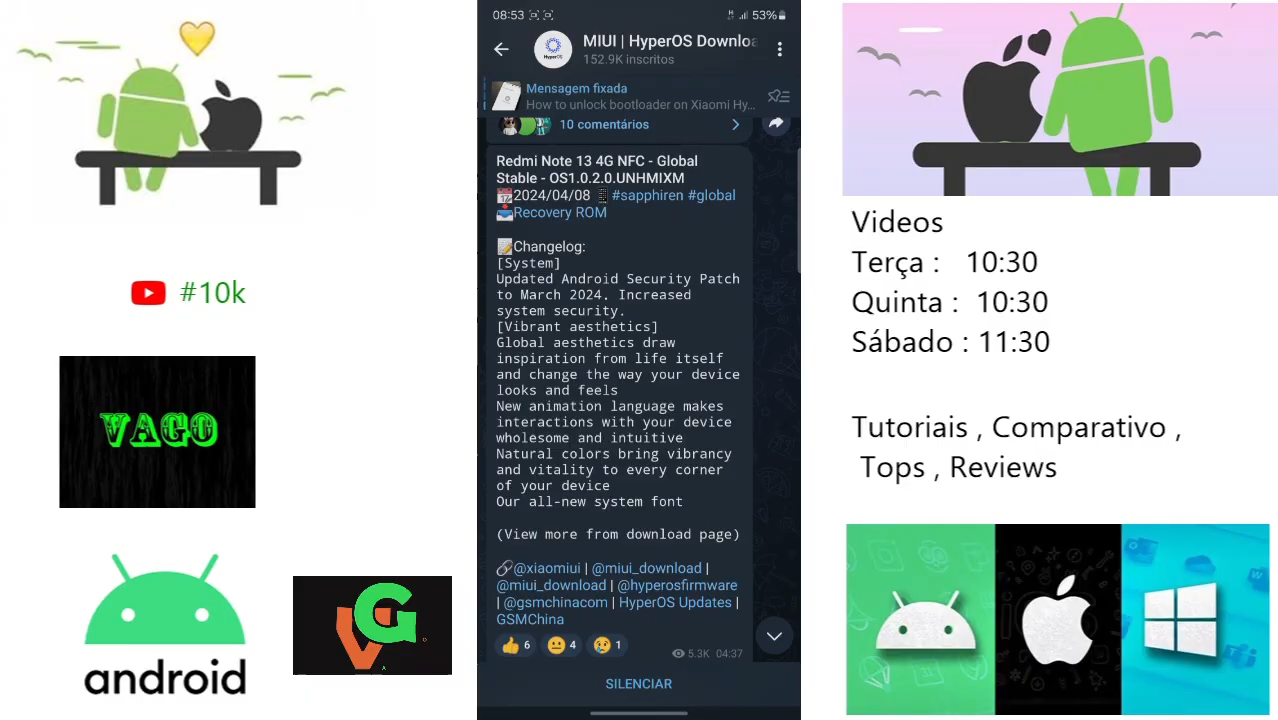 #10k
VAGO
android
VG
08:53
53%
MIUI | HyperOS Downloa
152.9K inscritos
Mensagem fixada
How to unlock bootloader on Xiaomi Hy...
10 comentários
Redmi Note 13 4G NFC - Global
Stable - OS1.0.2.0.UNHMIXM
2024/04/08 #sapphiren #global
Recovery ROM
Changelog:
[System]
Updated Android Security Patch
to March 2024. Increased
system security.
[Vibrant aesthetics]
Global aesthetics draw
inspiration from life itself
and change the way your device
looks and feels
New animation language makes
interactions with your device
wholesome and intuitive
Natural colors bring vibrancy
and vitality to every corner
of your device
Our all-new system font
(View more from download page)
@xiaomiui | @miui_download |
@miui_download | @hyperosfirmware
| @gsmchinacom | HyperOS Updates |
GSMChina
6 4 1
5.3K 04:37
SILENCIAR
Videos
Terça : 10:30
Quinta : 10:30
Sábado : 11:30
Tutoriais , Comparativo ,
Tops , Reviews